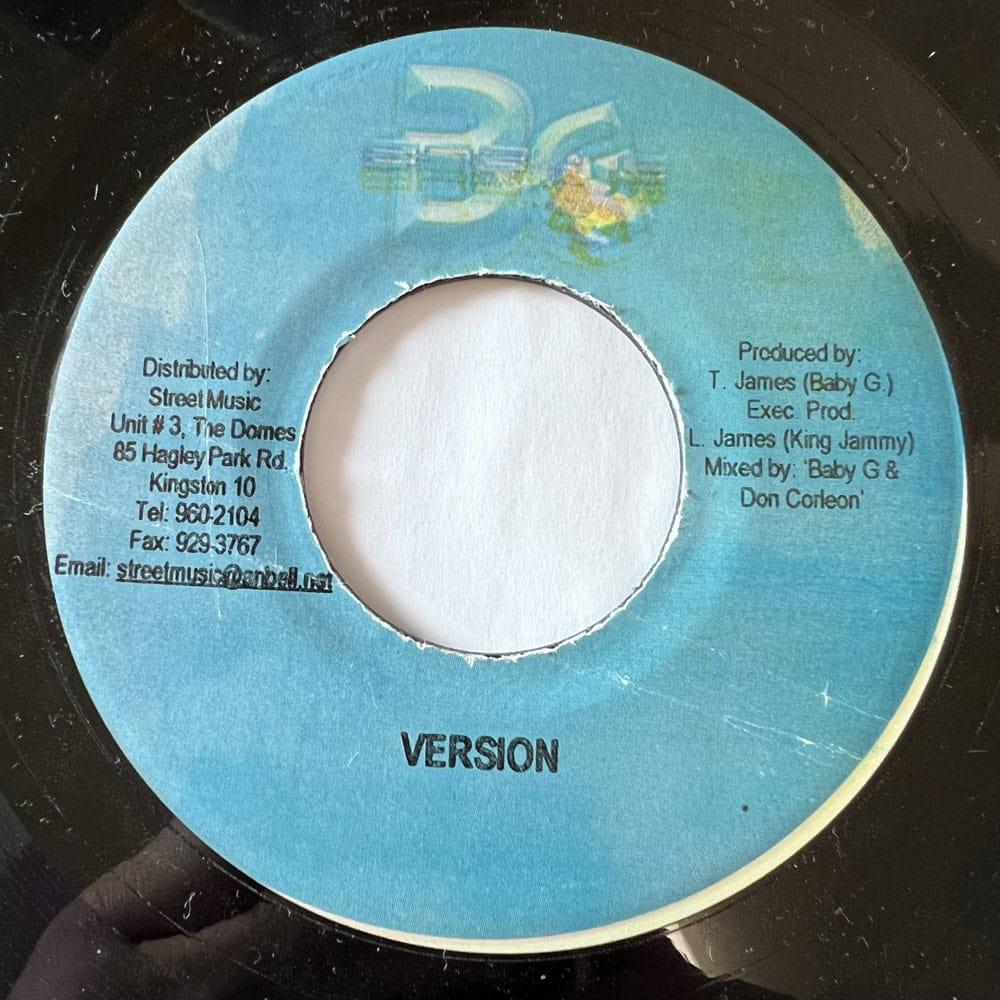 BG
Distributed by:
Street Music
Unit # 3, The Domes
85 Hagley Park Rd.
Kingston 10
Tel: 960-2104
Fax: 929-3767
Email: streetmusic@anbell.net
Produced by:
T. James (Baby G.)
Exec. Prod.
L. James (King Jammy)
Mixed by: 'Baby G &
Don Corleon'
VERSION